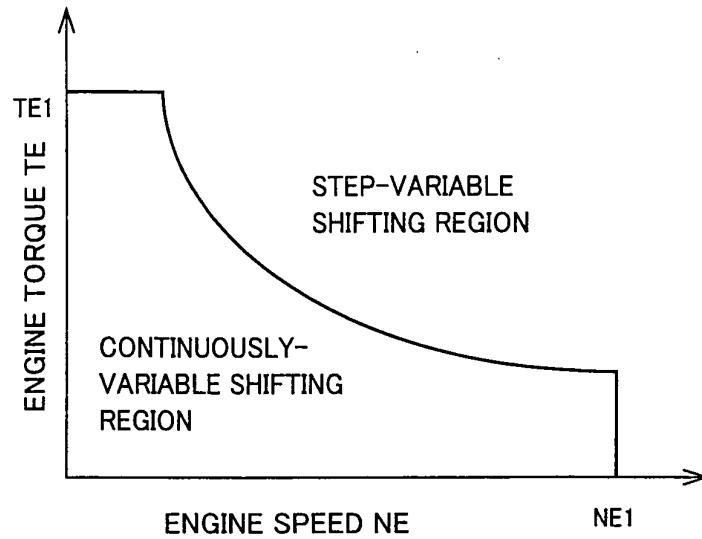 TE1
ENGINE TORQUE TE
STEP-VARIABLE
SHIFTING REGION
CONTINUOUSLY-
VARIABLE SHIFTING
REGION
ENGINE SPEED NE
NE1